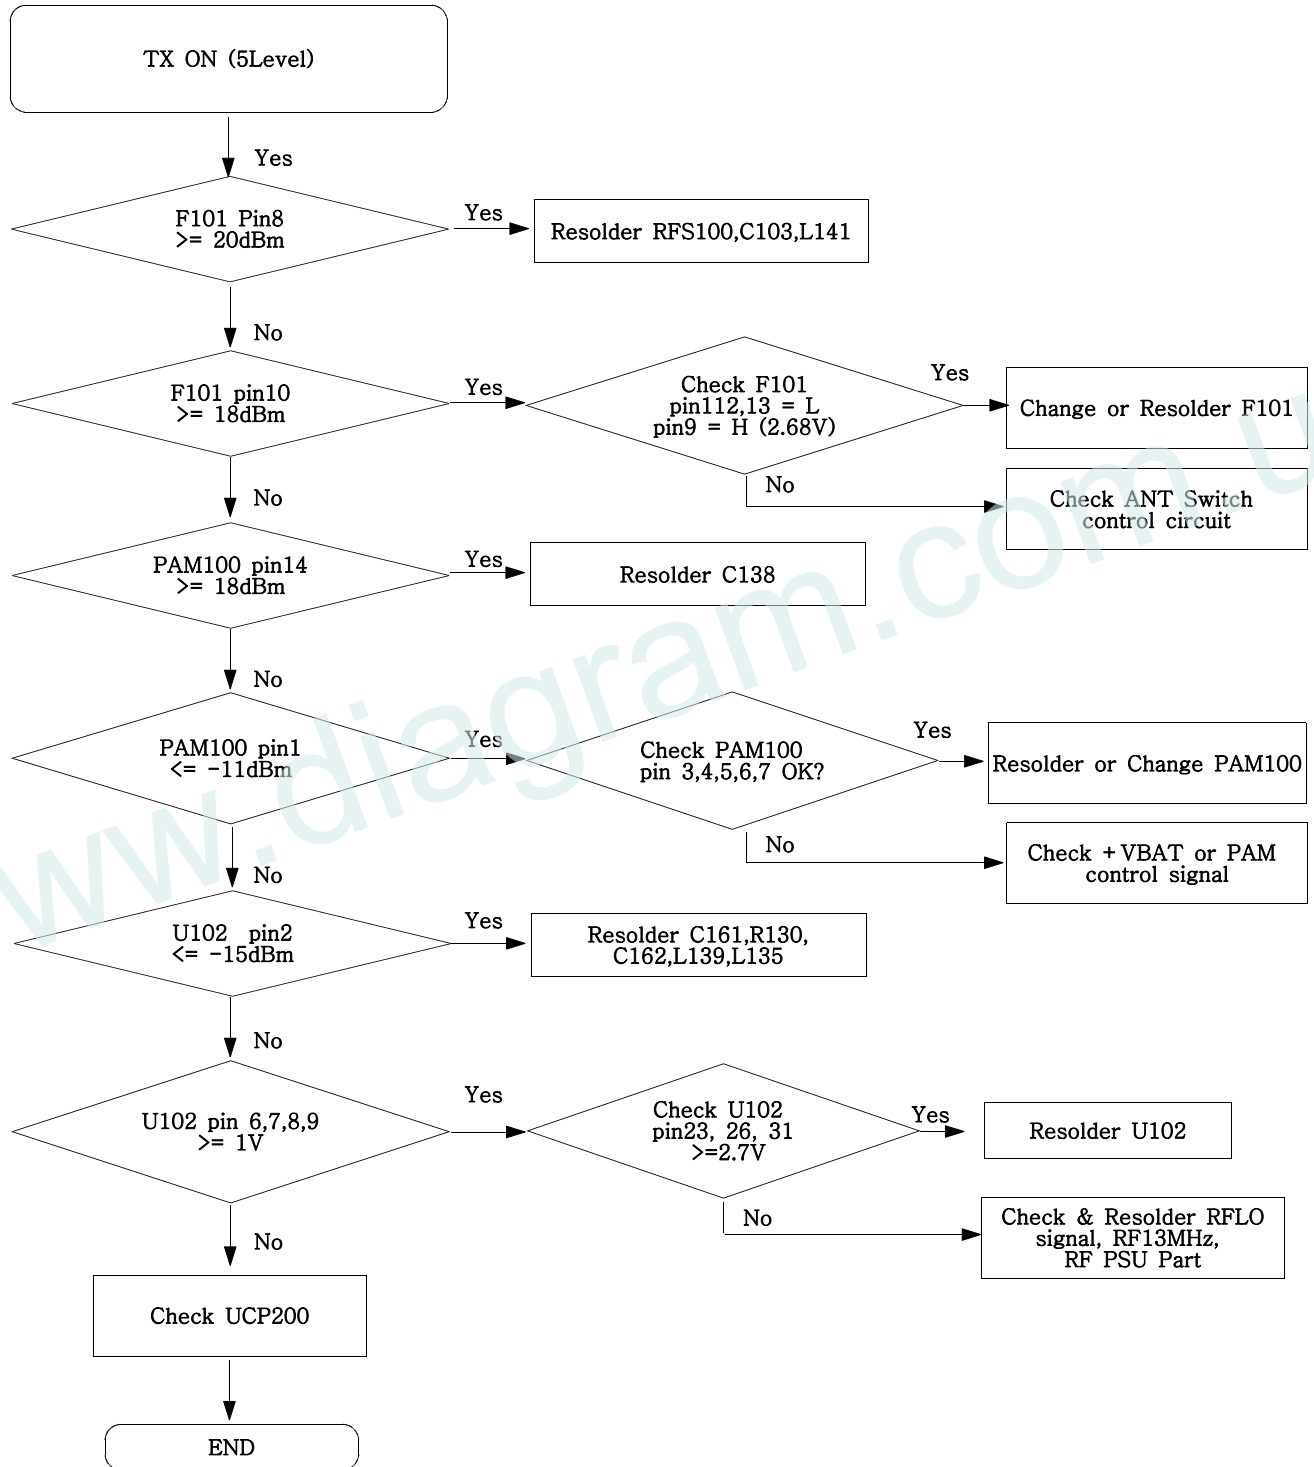 TX ON (5Level)
Yes
F101 Pin8
>= 20dBm
Yes
Resolder RFS100,C103,L141
No
F101 pin10
>= 18dBm
Yes
Check F101
pin112,13 = L
pin9 = H (2.68V)
Yes
Change or Resolder F101
No
Check ANT Switch
control circuit
No
PAM100 pin14
>= 18dBm
Yes
Resolder C138
No
PAM100 pin1
<= -11dBm
Yes
Check PAM100
pin 3,4,5,6,7 OK?
Yes
Resolder or Change PAM100
No
Check +VBAT or PAM
control signal
No
U102 pin2
<= -15dBm
Yes
Resolder C161,R130,
C162,L139,L135
No
U102 pin 6,7,8,9
>= 1V
Yes
Check U102
pin23, 26, 31
>=2.7V
Yes
Resolder U102
No
Check & Resolder RFLO
signal, RF13MHz,
RF PSU Part
No
Check UCP200
END
ww.diagram.com.u